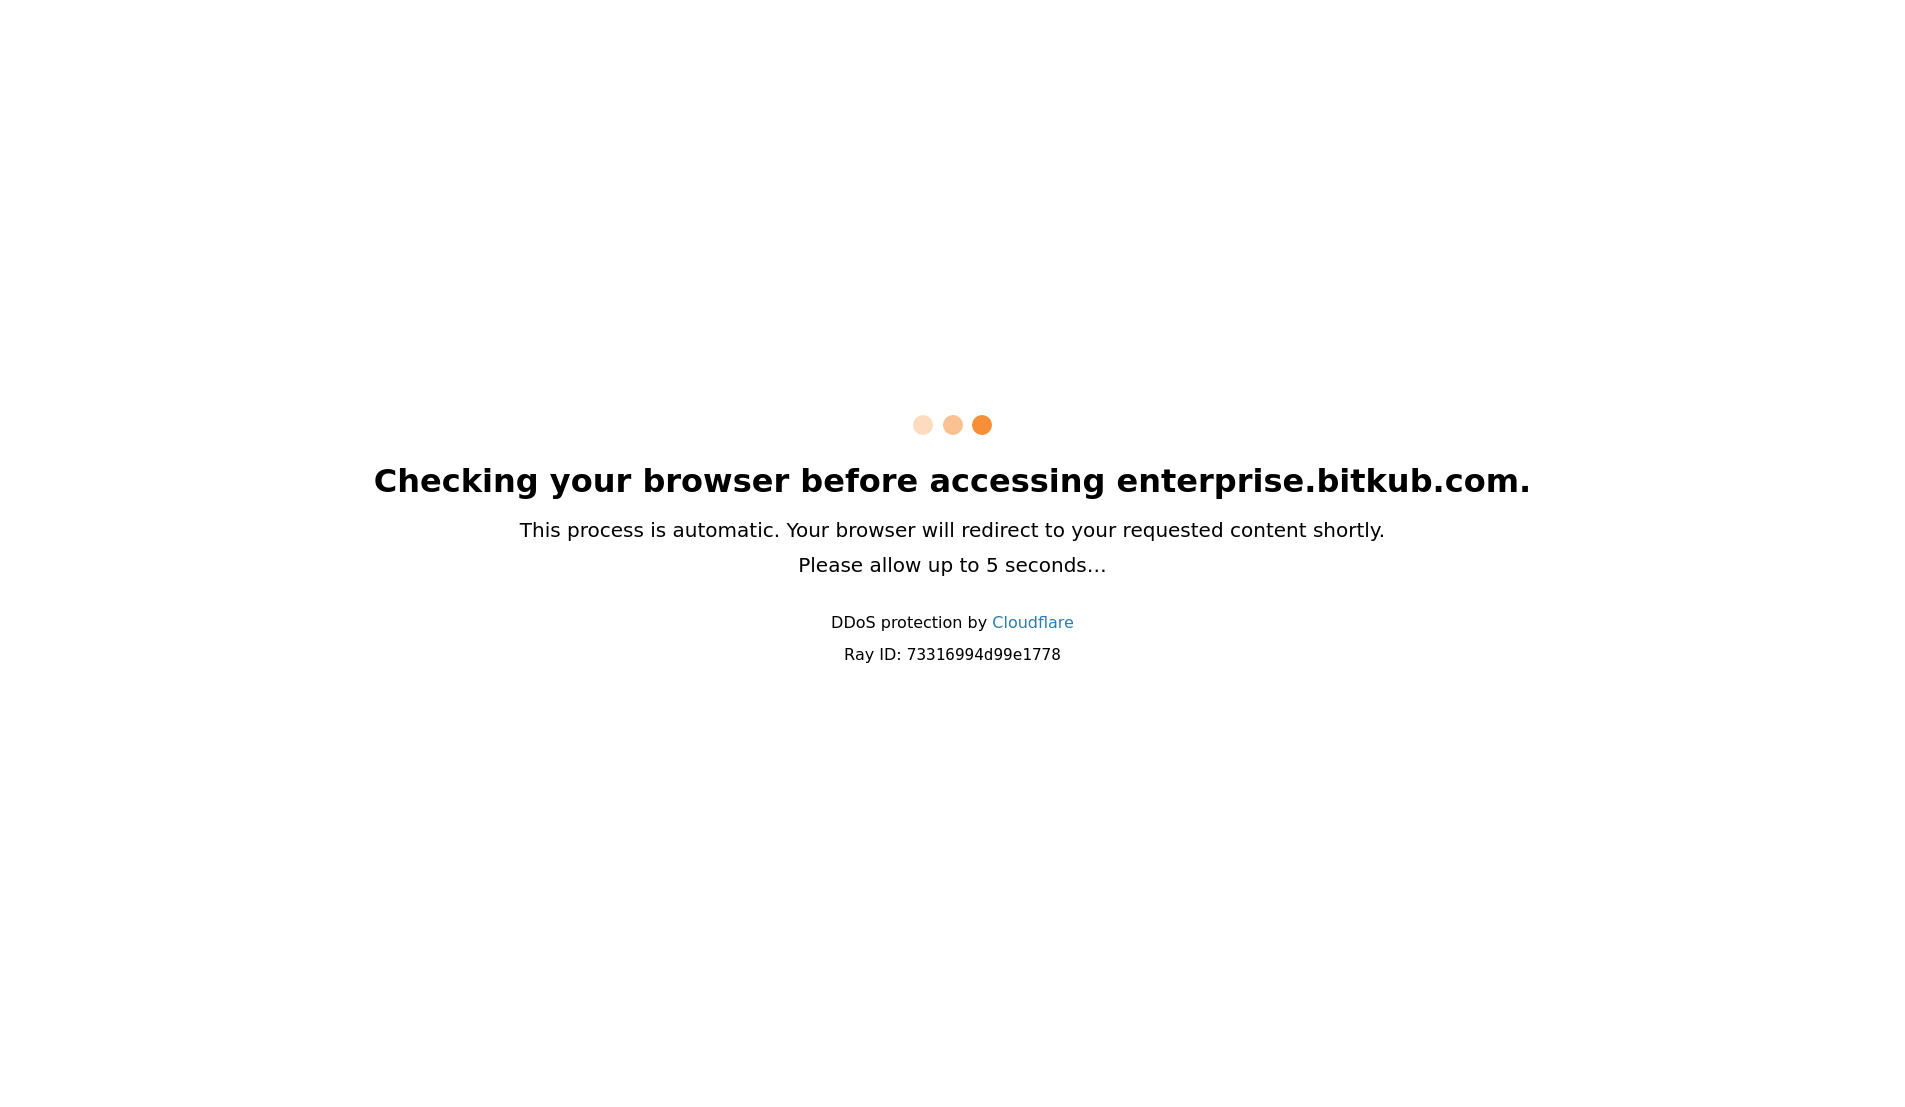 Checking your browser before accessing enterprise.bitkub.com.
This process is automatic. Your browser will redirect to your requested content shortly.
Please allow up to 5 seconds…
DDoS protection by Cloudflare
Ray ID: 73316994d99e1778